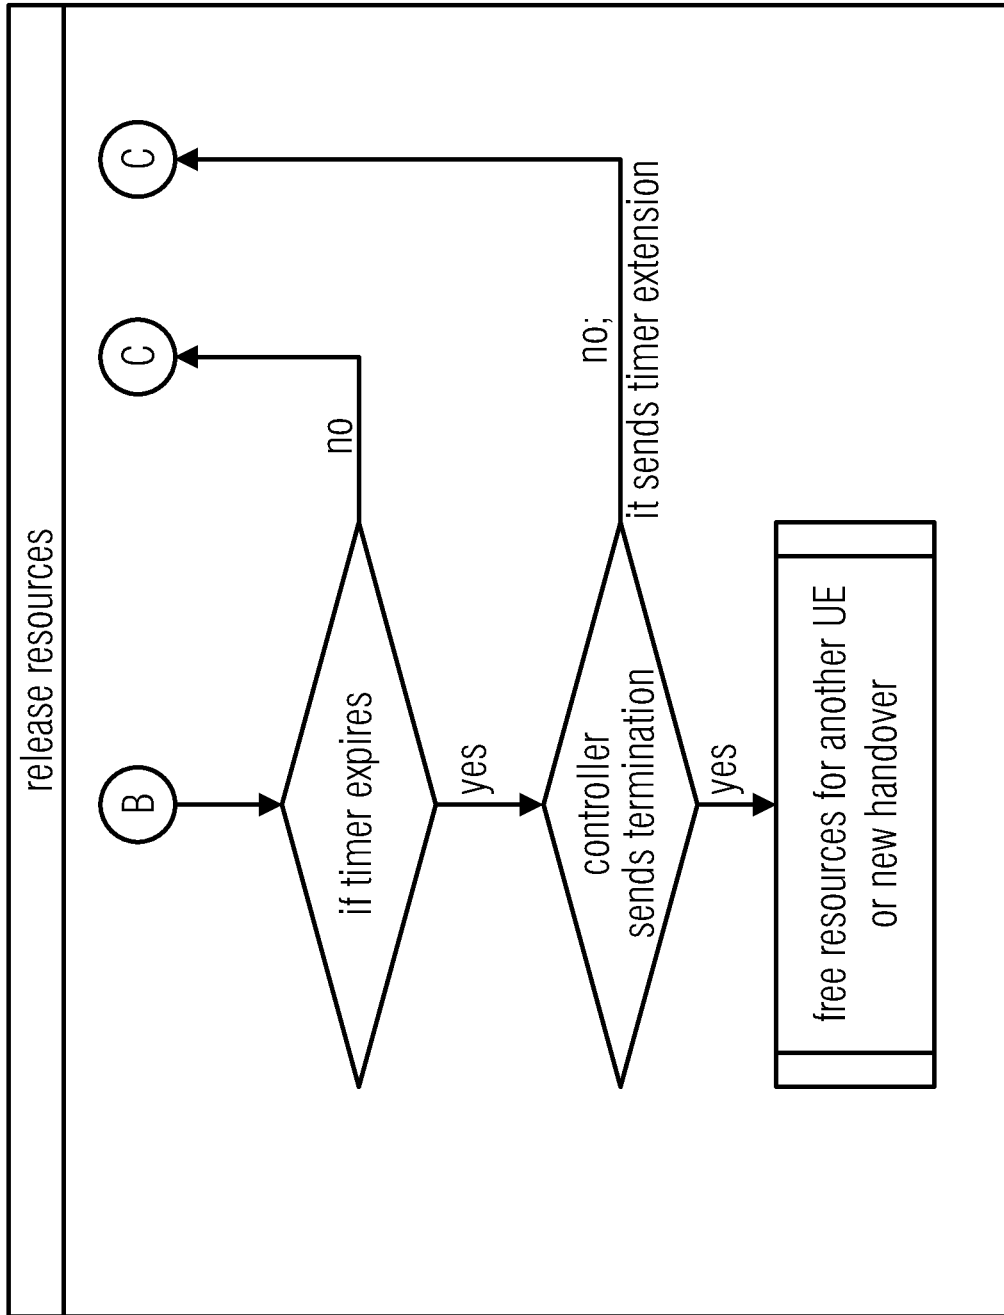 release resources
B
C
C
if timer expires
no
yes
controller
sends termination
no;
it sends timer extension
yes
free resources for another UE
or new handover